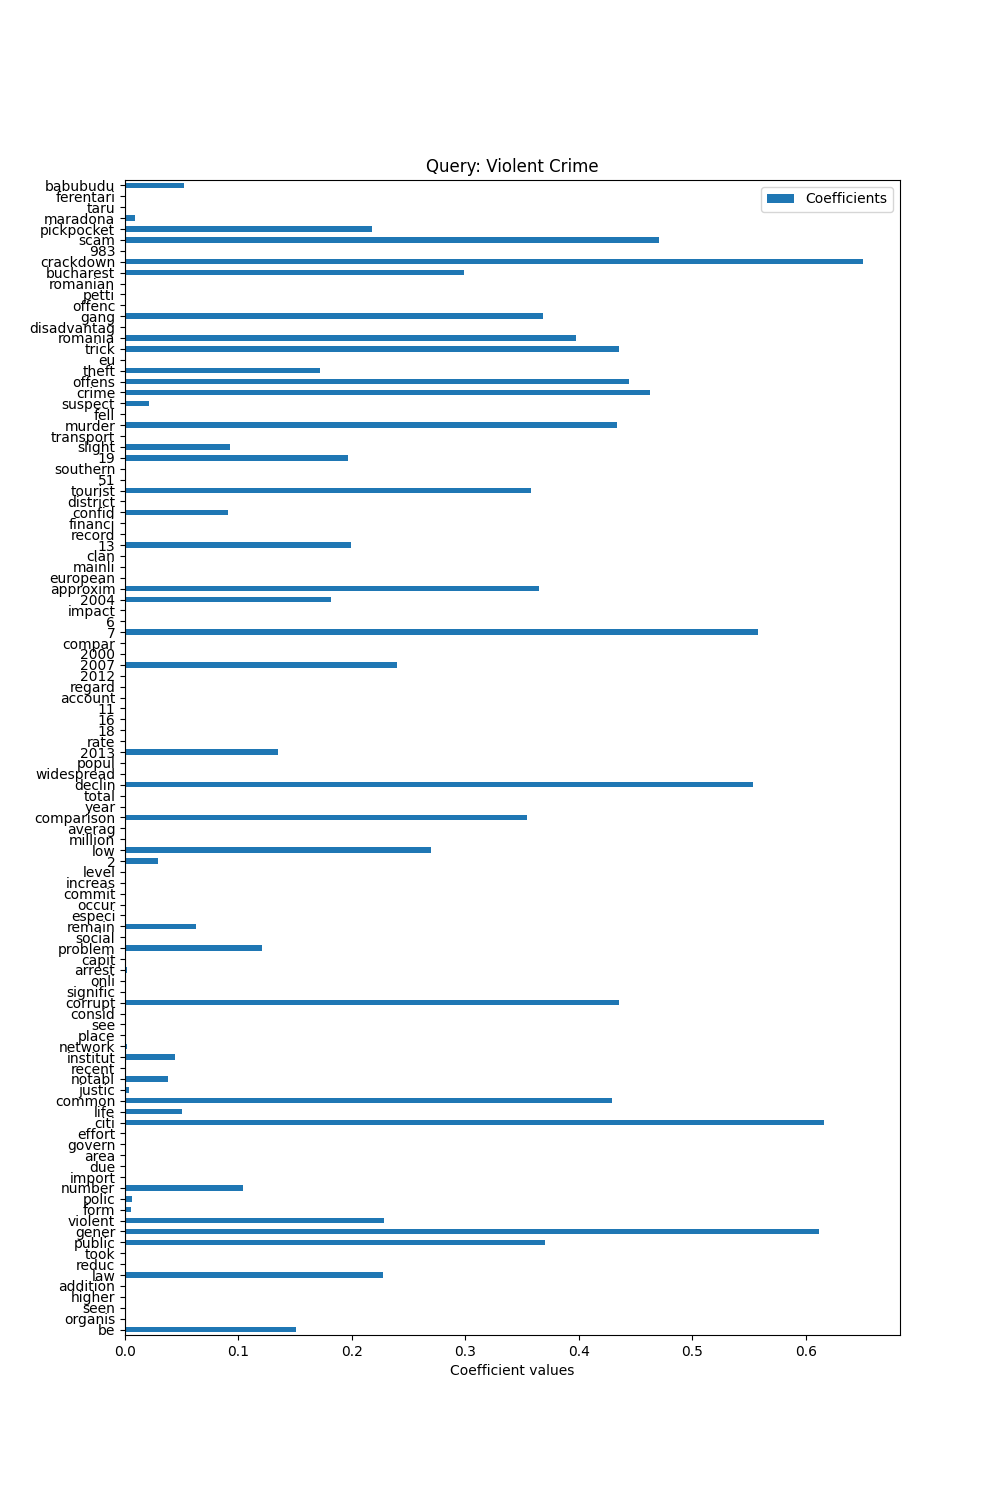 Query: Violent Crime
Coefficients
babubudu
ferentari
taru
maradona
pickpocket
scam
983
crackdown
bucharest
romanian
petti
offenc
gang
disadvantag
romania
trick
eu
theft
offens
crime
suspect
fell
murder
transport
slight
19
southern
51
tourist
district
confid
financi
record
13
clan
mainli
european
approxim
2004
impact
6
7
compar
2000
2007
2012
regard
account
11
16
18
rate
2013
popul
widespread
declin
total
year
comparison
averag
million
low
2
level
increas
commit
occur
especi
remain
social
problem
capit
arrest
onli
signific
corrupt
consid
see
place
network
institut
recent
notabl
justic
common
life
citi
effort
govern
area
due
import
number
polic
form
violent
gener
public
took
reduc
law
addition
higher
seen
organis
be
0.0 0.1 0.2 0.3 0.4 0.5 0.6
Coefficient values